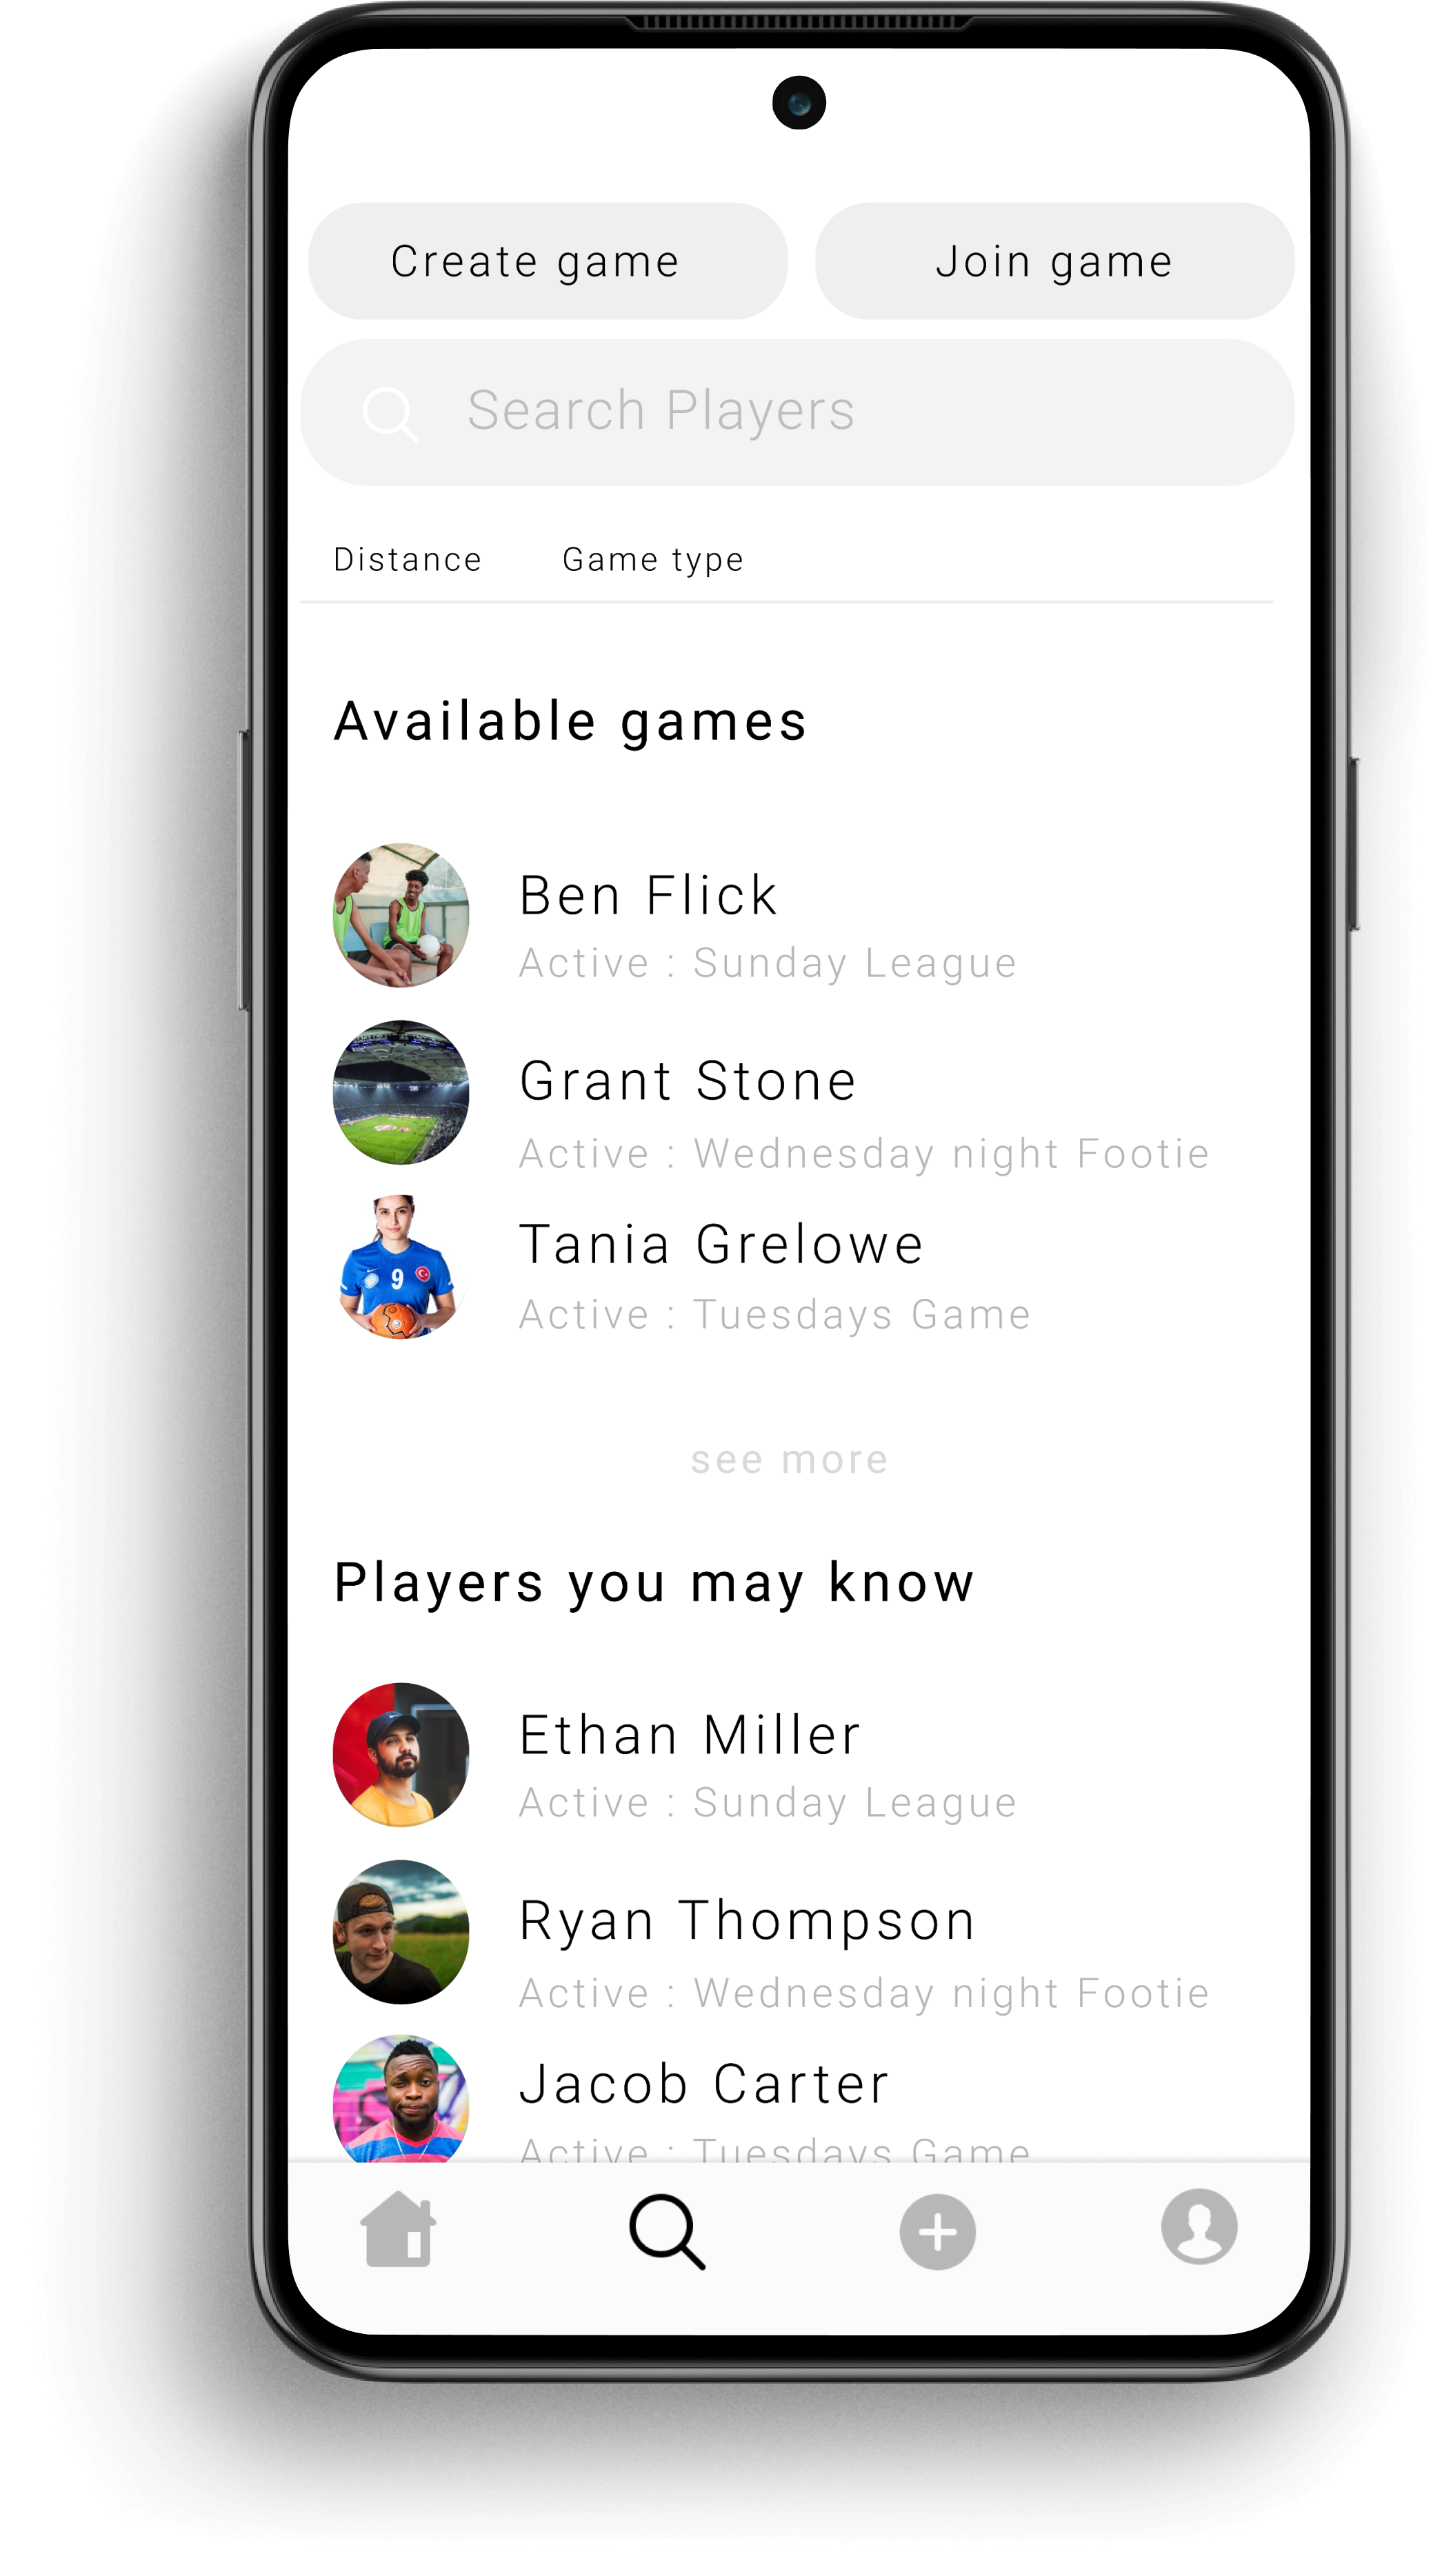 Create game
Join game
Search Players
Distance
Game type
Available games
Ben Flick
Active : Sunday League
Grant Stone
Active : Wednesday night Footie
Tania Grelowe
9
Active : Tuesdays Game
see more
Players you may know
Ethan Miller
Active : Sunday League
Ryan Thompson
Active : Wednesday night Footie
Jacob Carter
Active : Tuesdays Game